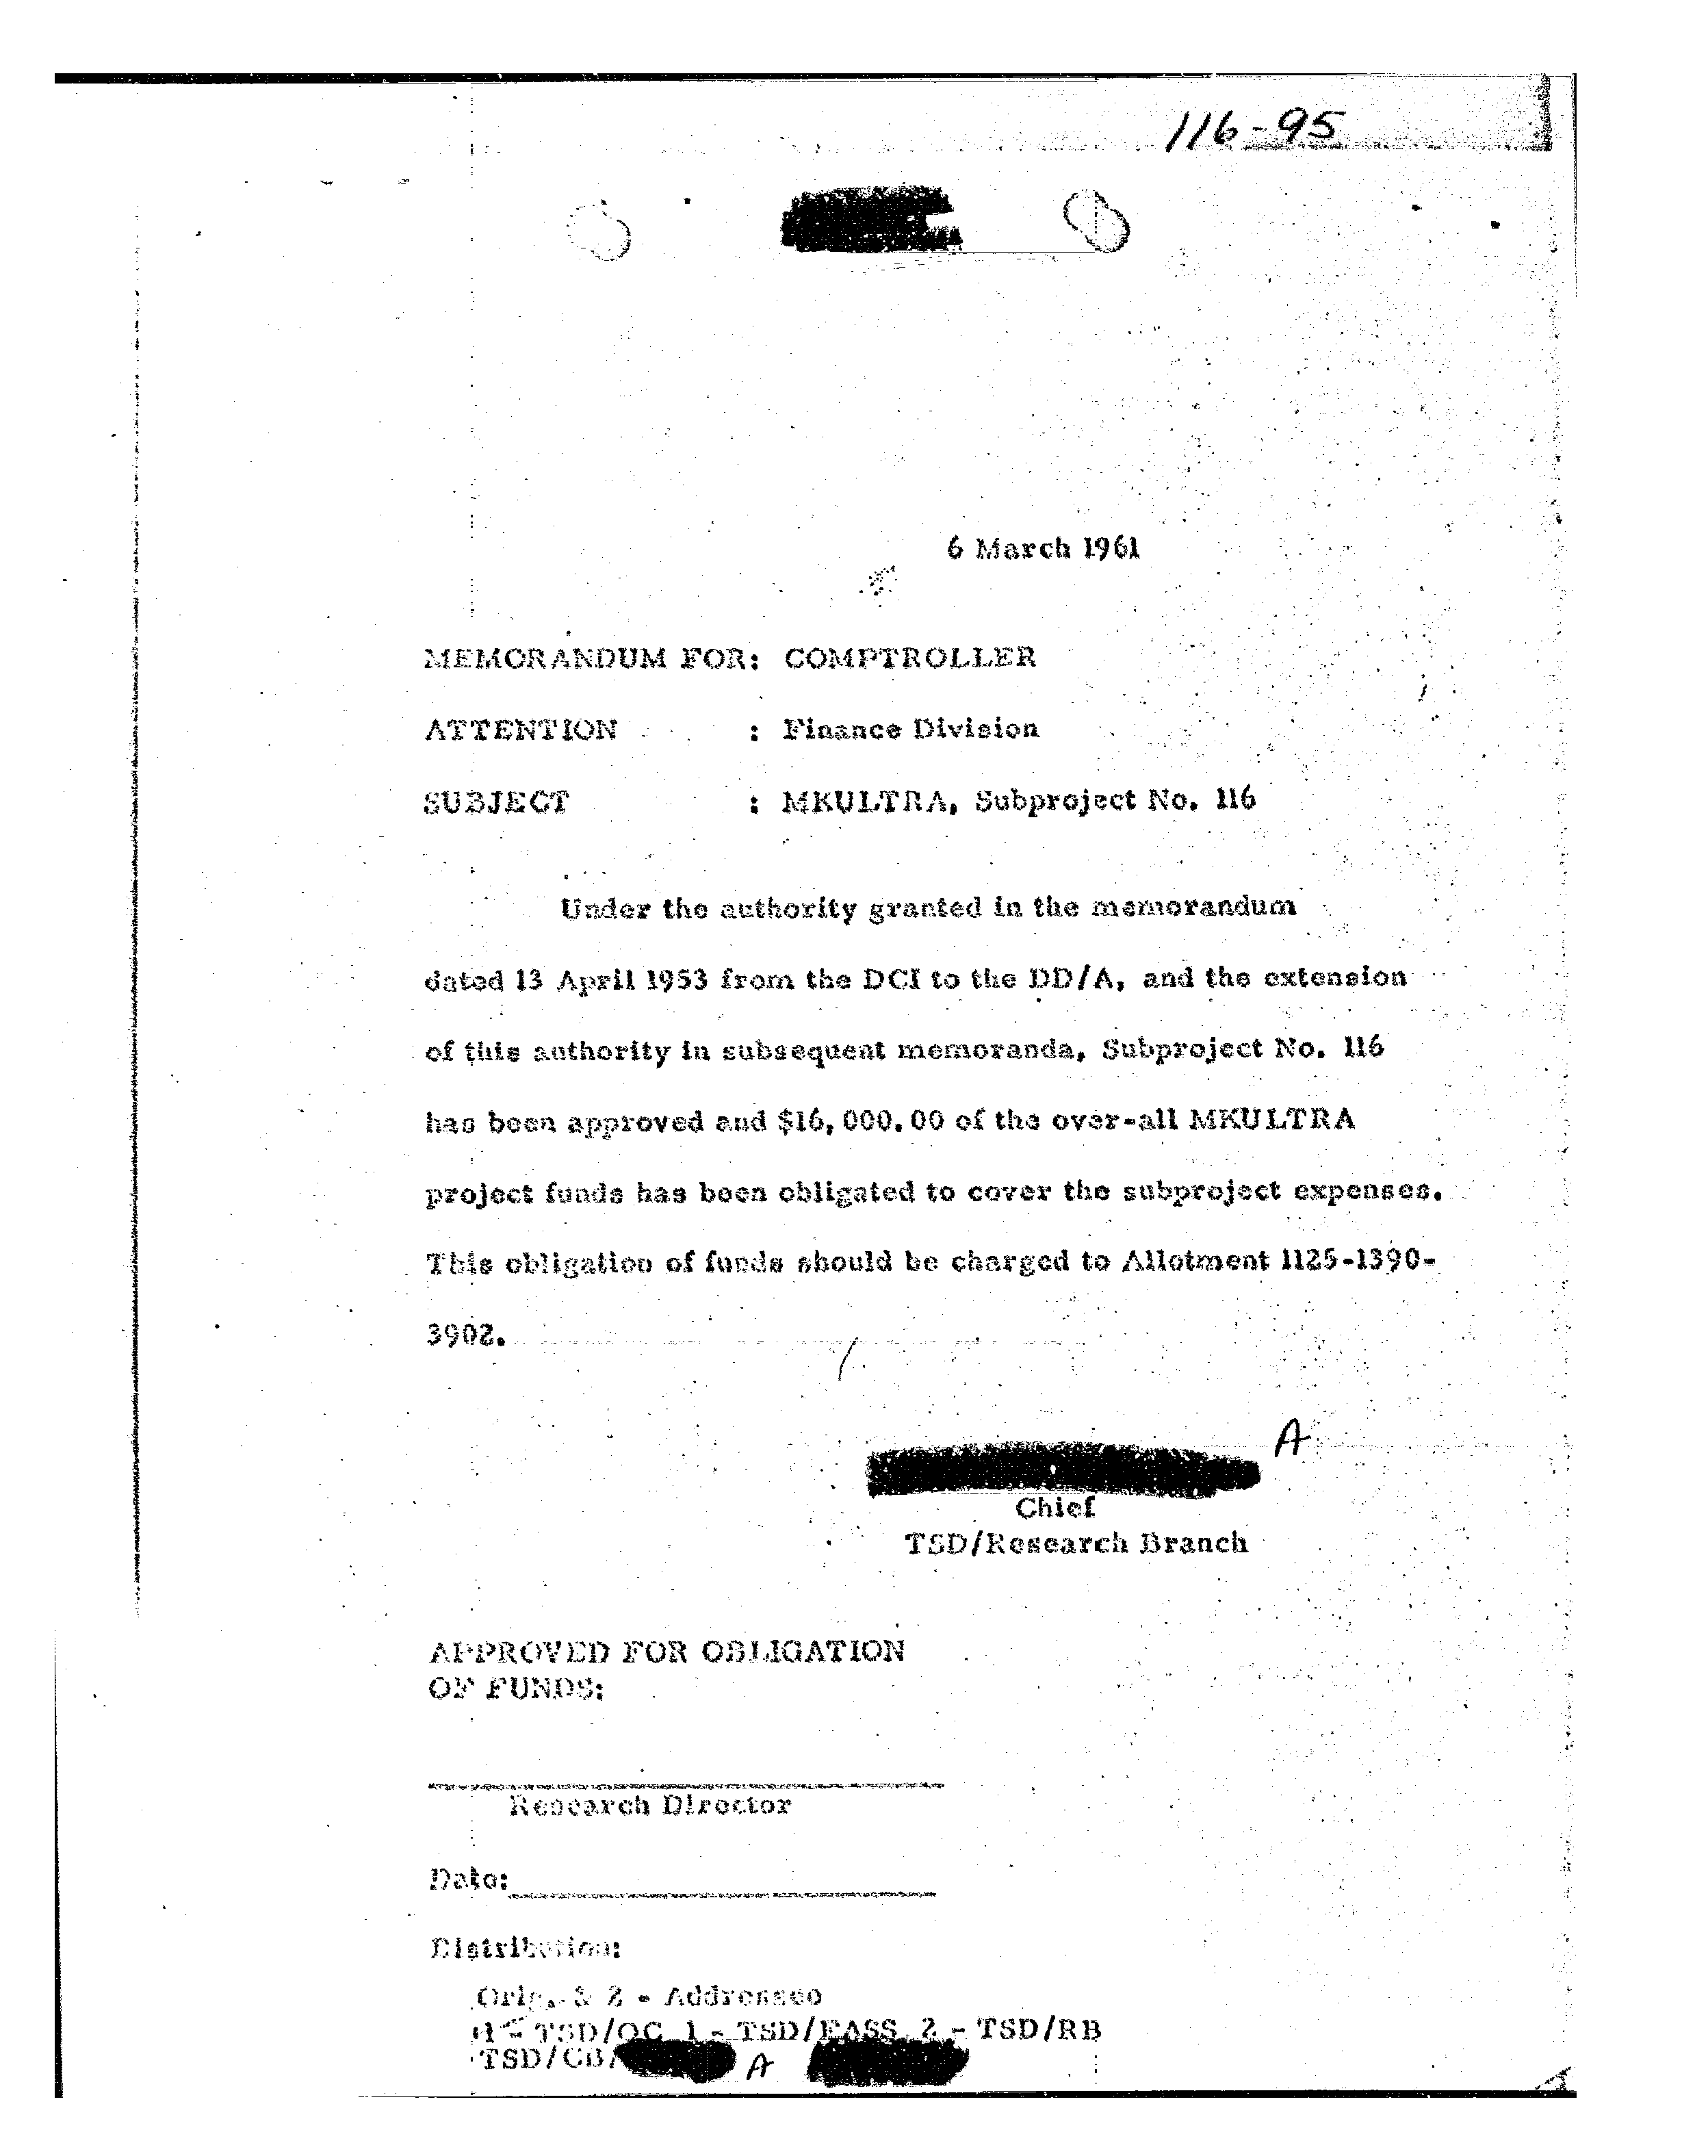 116-95
6 March 1961
MEMORANDUM FOR: COMPTROLLER
ATTENTION : Finance Division
SUBJECT : MKULTRA, Subproject No. 116
Under the authority granted in the memorandum
dated 13 April 1953 from the DCI to the DD/A, and the extension
of this authority in subsequent memoranda, Subproject No. 116
has been approved and $16,000.00 of the over-all MKULTRA
project funds has been obligated to cover the subproject expenses.
This obligation of funds should be charged to Allotment 1125-1390-
3902.
A
Chief
TSD/Research Branch
APPROVED FOR OBLIGATION
OF FUNDS:
Research Director
Date:
Distribution:
Orig. & 2 - Addressee
1 - TSD/OC 1 - TSD/FASS 2 - TSD/RB
TSD/
A